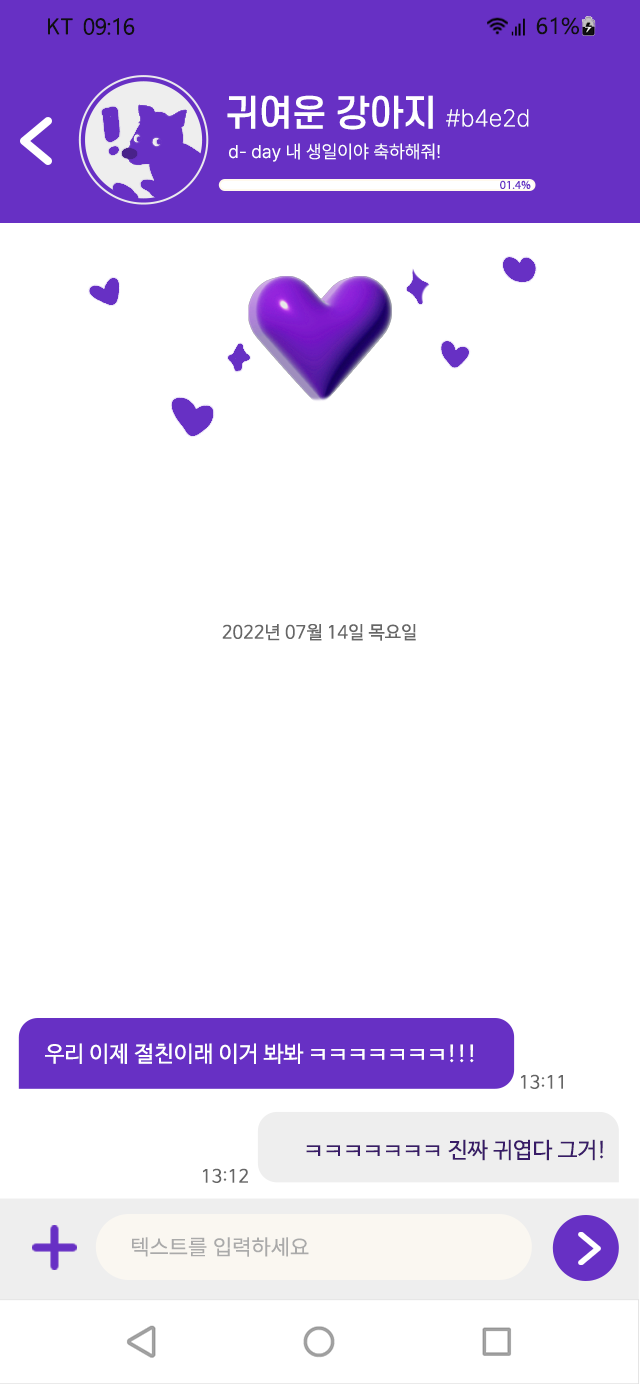 KT 09:16 61%
귀여운 강아지 #b4e2d
d- day 내 생일이야 축하해줘!
01.4%
2022년 07월 14일 목요일
우리 이제 절친이래 이거 봐봐 ㅋㅋㅋㅋㅋㅋㅋ!!!
13:11
ㅋㅋㅋㅋㅋㅋㅋ 진짜 귀엽다 그거!
13:12
텍스트를 입력하세요